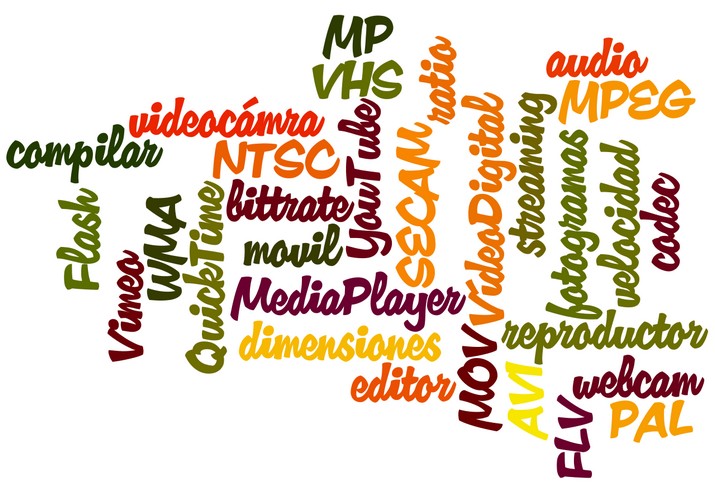 MP
VHS
ratio
audio
MPEG
videocámra
compilar
NTSC
YouTube
SECAM
VídeoDigital
streaming
fotogramas
velocidad
codec
Flash
WMA
QuickTime
bittrate
movil
Vimeo
MediaPlayer
dimensiones
reproductor
editor
MOV
AVI
webcam
FLV
PAL